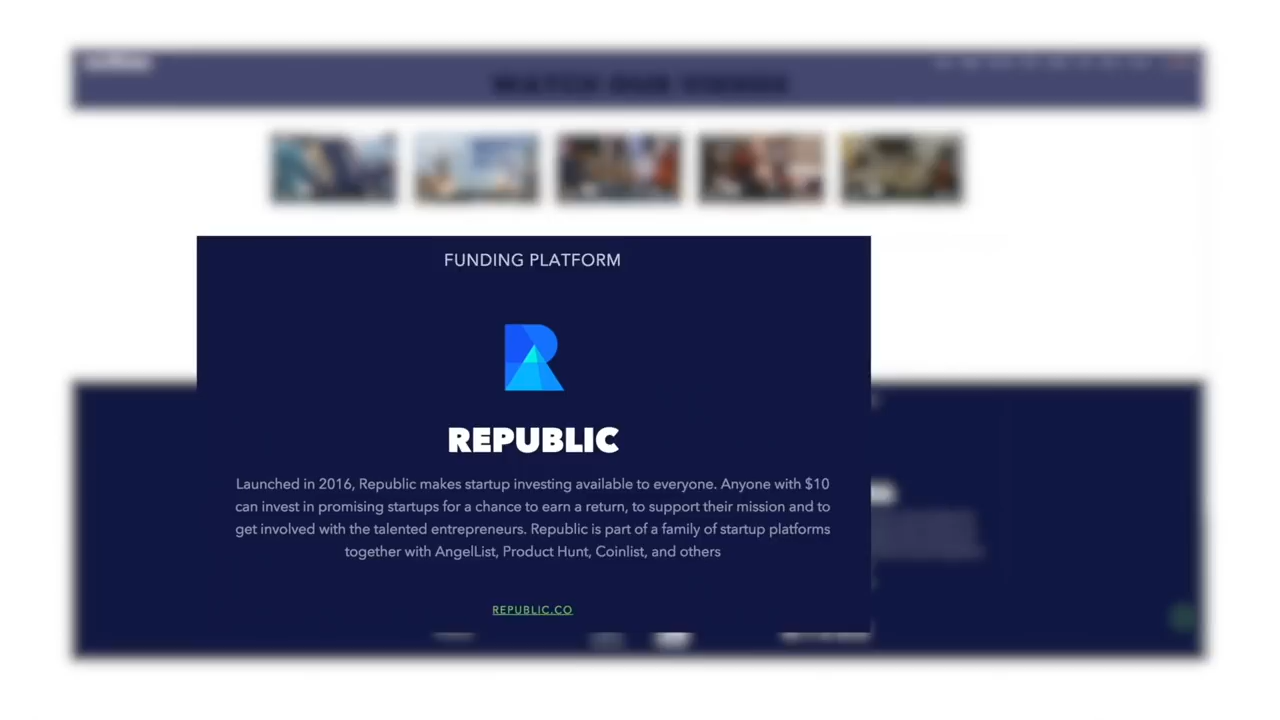 FUNDING PLATFORM
REPUBLIC
Launched in 2016, Republic makes startup investing available to everyone. Anyone with $10
can invest in promising startups for a chance to earn a return, to support their mission and to
get involved with the talented entrepreneurs. Republic is part of a family of startup platforms
together with AngelList, Product Hunt, Coinlist, and others
REPUBLIC.CO